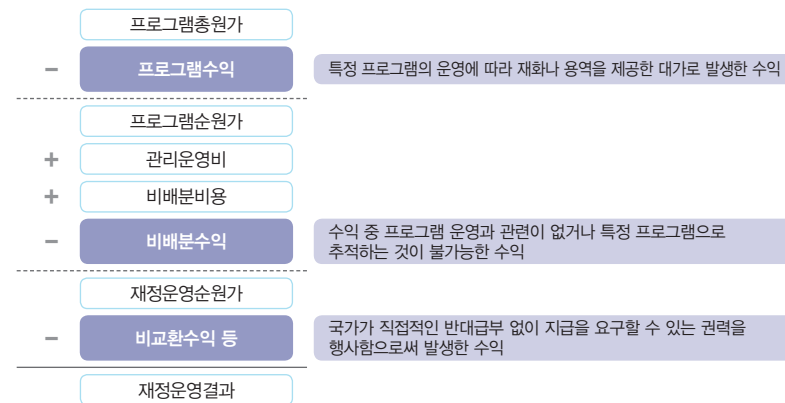 프로그램총원가
− 프로그램수익 특정 프로그램의 운영에 따라 재화나 용역을 제공한 대가로 발생한 수익
프로그램순원가
+ 관리운영비
+ 비배분비용
− 비배분수익 수익 중 프로그램 운영과 관련이 없거나 특정 프로그램으로
추적하는 것이 불가능한 수익
재정운영순원가
− 비교환수익 등 국가가 직접적인 반대급부 없이 지급을 요구할 수 있는 권력을
행사함으로써 발생한 수익
재정운영결과